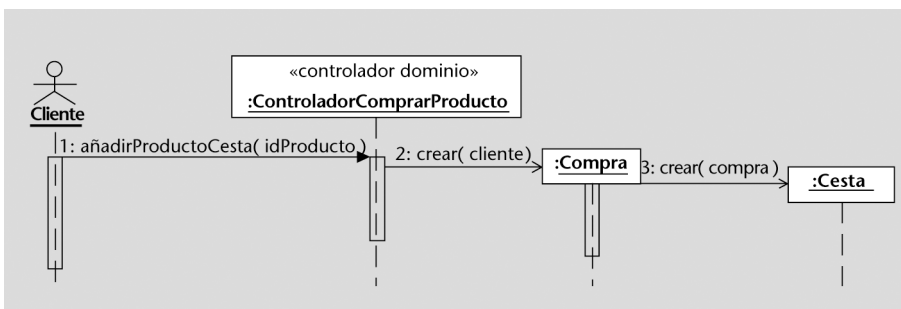 «controlador dominio»
:ControladorComprarProducto
Cliente
1: añadirProductoCesta( idProducto )
2: crear( cliente)
:Compra
3: crear( compra )
:Cesta